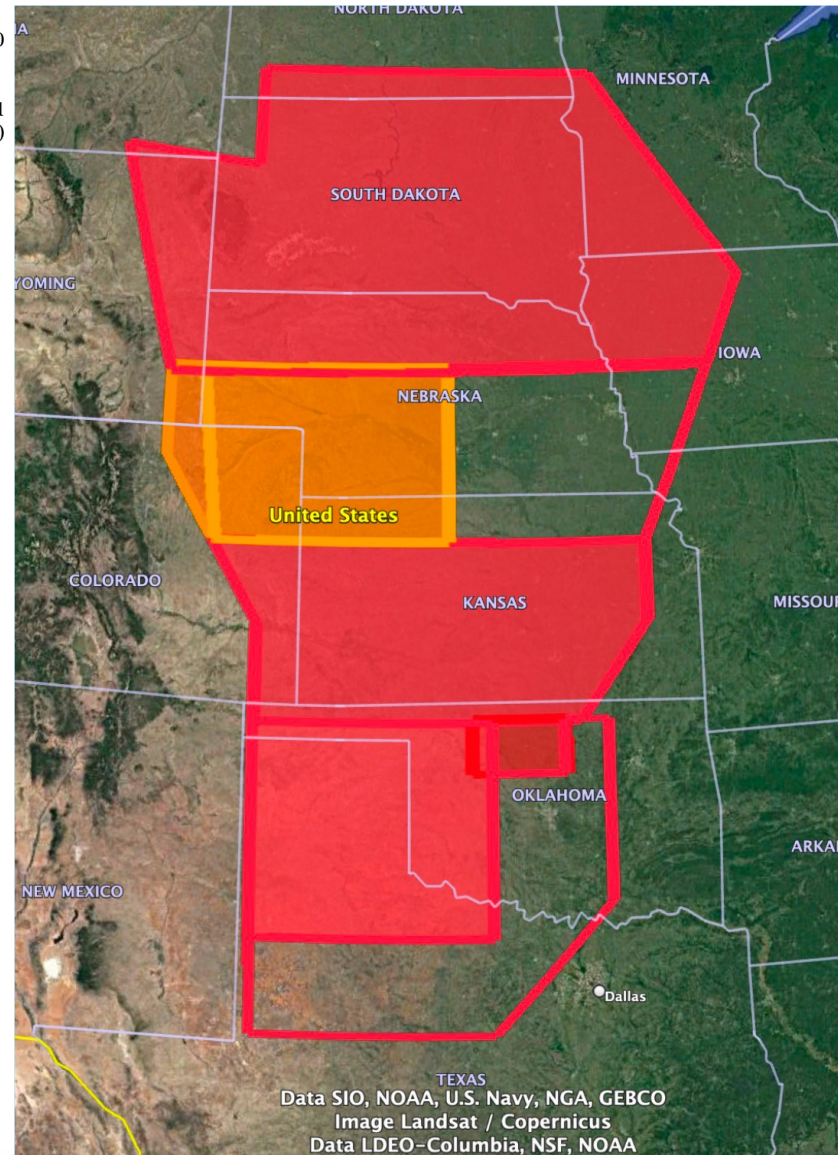 NORTH DAKOTA
MINNESOTA
SOUTH DAKOTA
YOMING
IOWA
NEBRASKA
United States
COLORADO
KANSAS
MISSOUR
OKLAHOMA
ARKA
NEW MEXICO
Dallas
TEXAS
Data SIO, NOAA, U.S. Navy, NGA, GEBCO
Image Landsat / Copernicus
Data LDEO-Columbia, NSF, NOAA